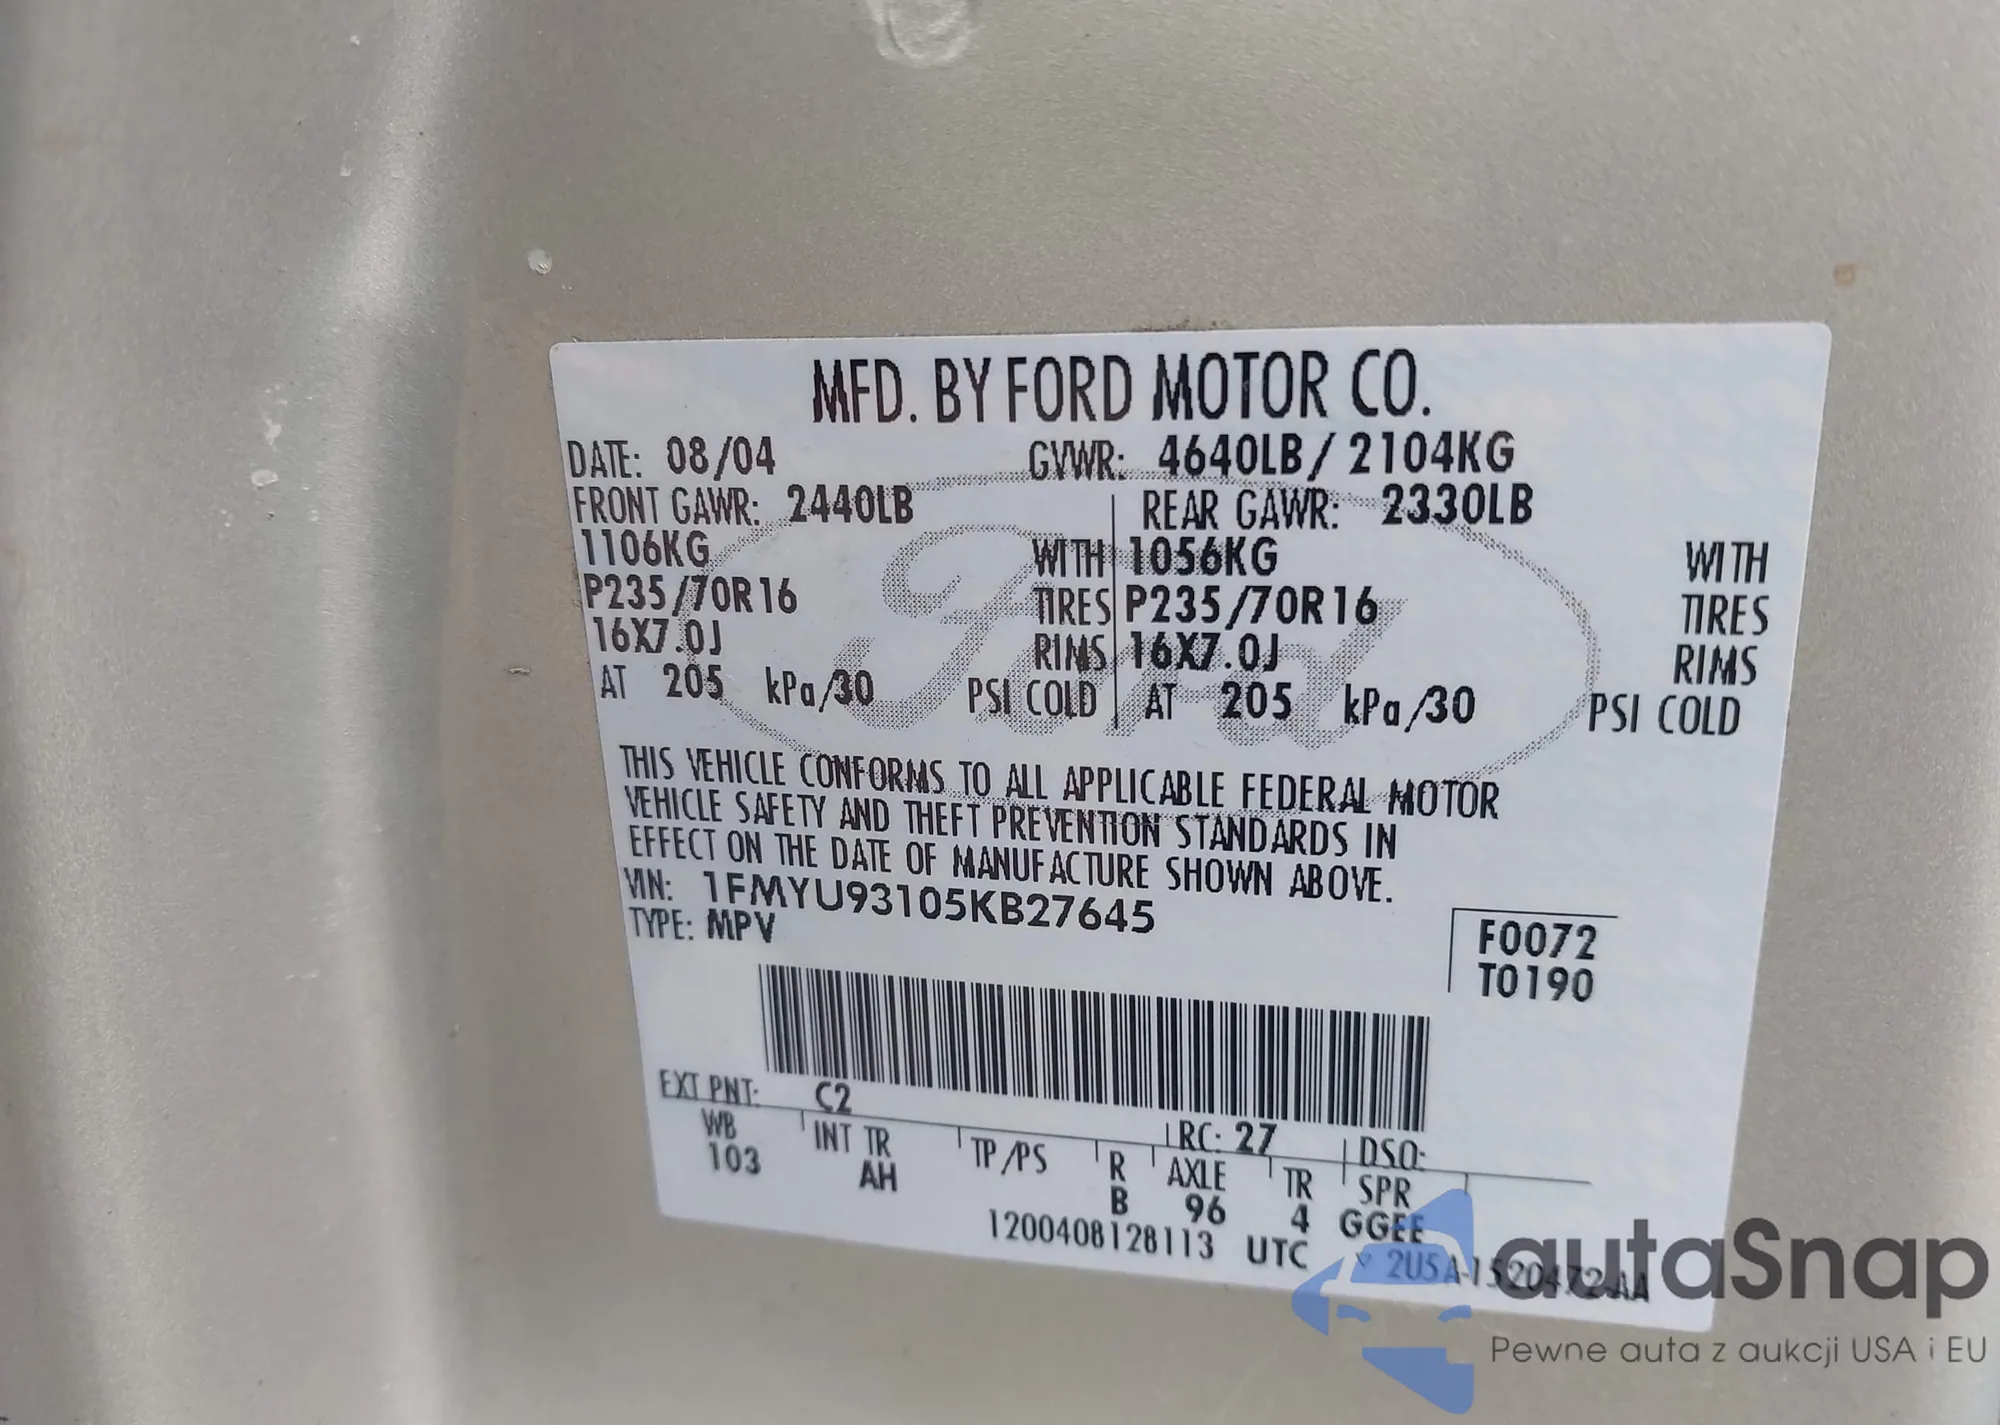 MFD. BY FORD MOTOR CO.
DATE: 08/04 GVWR: 4640LB/ 2104KG
FRONT GAWR: 2440LB REAR GAWR: 2330LB
1106KG WITH 1056KG WITH
P235/70R16 TIRES P235/70R16 TIRES
16X7.0J RIMS 16X7.0J RIMS
AT 205 kPa/30 PSI COLD AT 205 kPa/30 PSI COLD
Ford
THIS VEHICLE CONFORMS TO ALL APPLICABLE FEDERAL MOTOR
VEHICLE SAFETY AND THEFT PREVENTION STANDARDS IN
EFFECT ON THE DATE OF MANUFACTURE SHOWN ABOVE.
VIN: 1FMYU93105KB27645
TYPE: MPV
F0072
T0190
EXT PNT: C2 RC: 27 DSO:
WB INT TR TP/PS R AXLE TR SPR
103 AH B 96 4 GGEE
1200408128113 UTC
2U5A-1520472-AA
autaSnap
Pewne auta z aukcji USA i EU